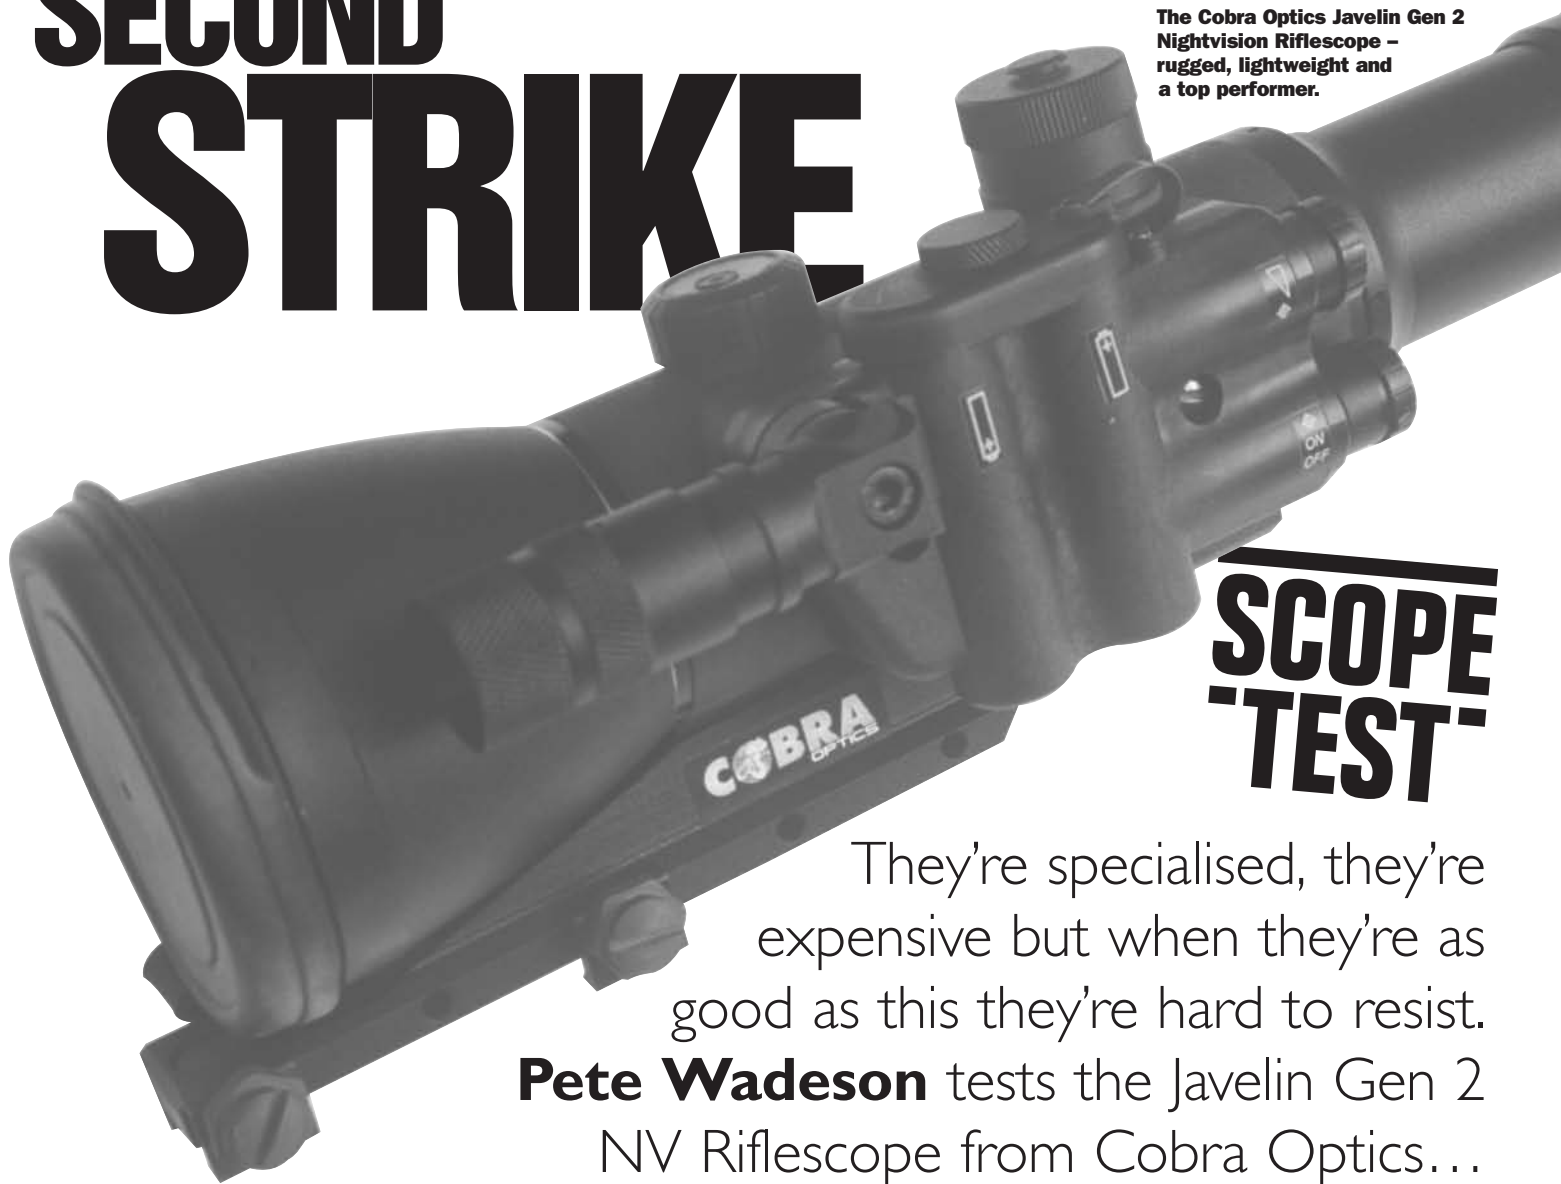 SECOND
STRIKE
The Cobra Optics Javelin Gen 2
Nightvision Riflescope –
rugged, lightweight and
a top performer.
ON
OFF
COBRA
OPTICS
SCOPE
TEST
They're specialised, they're
expensive but when they're as
good as this they're hard to resist.
Pete Wadeson tests the Javelin Gen 2
NV Riflescope from Cobra Optics…